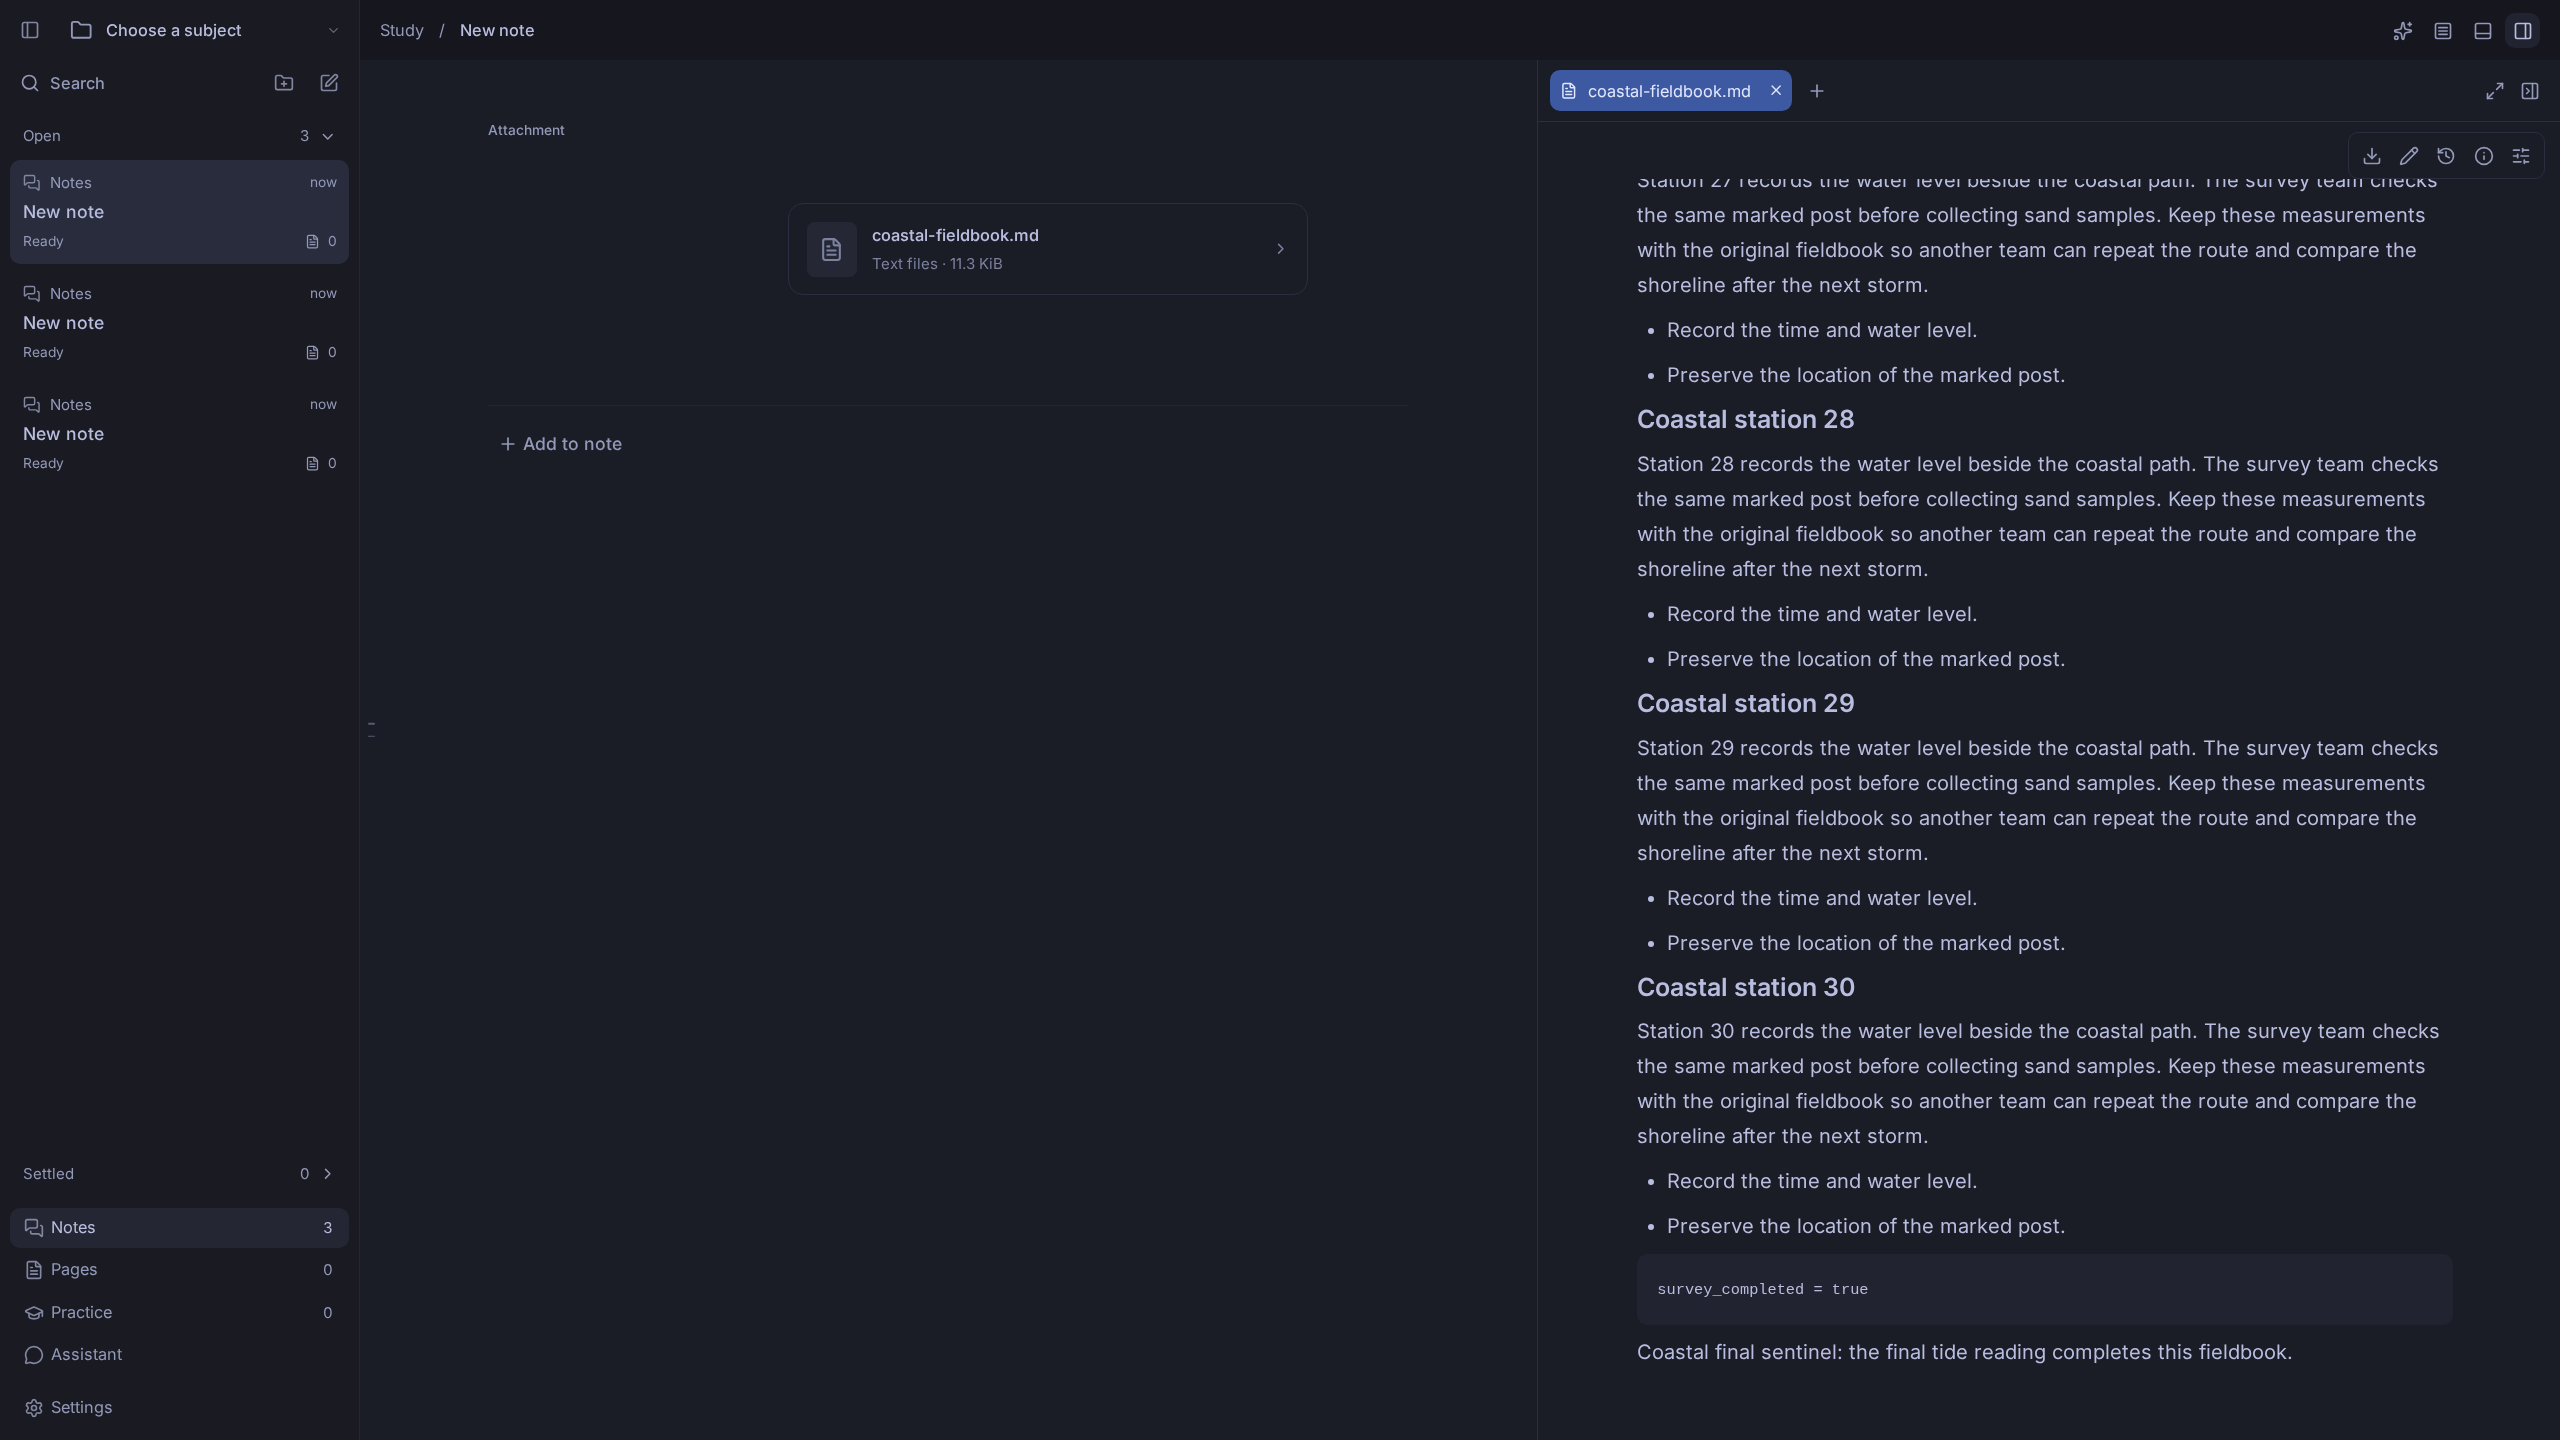 Choose a subject
Search
Open 3
Notes now
New note
Ready 0
Notes now
New note
Ready 0
Notes now
New note
Ready 0
Settled 0
Notes 3
Pages 0
Practice 0
Assistant
Settings
Study / New note
Attachment
coastal-fieldbook.md
Text files · 11.3 KiB
Add to note
coastal-fieldbook.md
Station 27 records the water level beside the coastal path. The survey team checks
the same marked post before collecting sand samples. Keep these measurements
with the original fieldbook so another team can repeat the route and compare the
shoreline after the next storm.
• Record the time and water level.
• Preserve the location of the marked post.
Coastal station 28
Station 28 records the water level beside the coastal path. The survey team checks
the same marked post before collecting sand samples. Keep these measurements
with the original fieldbook so another team can repeat the route and compare the
shoreline after the next storm.
• Record the time and water level.
• Preserve the location of the marked post.
Coastal station 29
Station 29 records the water level beside the coastal path. The survey team checks
the same marked post before collecting sand samples. Keep these measurements
with the original fieldbook so another team can repeat the route and compare the
shoreline after the next storm.
• Record the time and water level.
• Preserve the location of the marked post.
Coastal station 30
Station 30 records the water level beside the coastal path. The survey team checks
the same marked post before collecting sand samples. Keep these measurements
with the original fieldbook so another team can repeat the route and compare the
shoreline after the next storm.
• Record the time and water level.
• Preserve the location of the marked post.
survey_completed = true
Coastal final sentinel: the final tide reading completes this fieldbook.